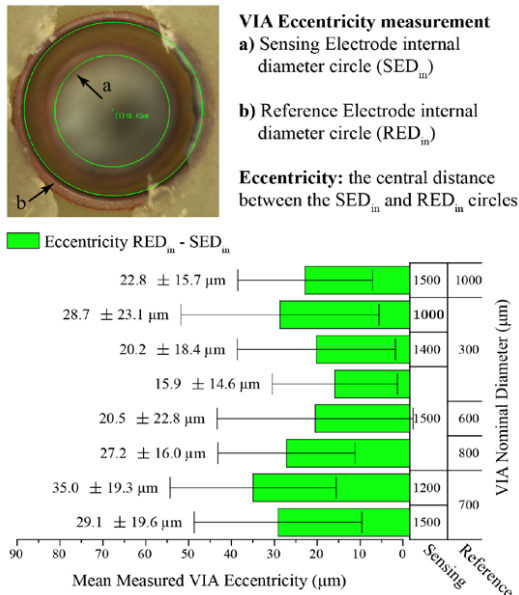 VIA Eccentricity measurement
a) Sensing Electrode internal
diameter circle (SEDin)
b) Reference Electrode internal
diameter circle (REDin)
Eccentricity: the central distance
between the SEDin and REDin circles
a
b
Eccentricity REDin - SEDin
22.8 ± 15.7 μm
1500
1000
28.7 ± 23.1 μm
1000
20.2 ± 18.4 μm
1400
300
15.9 ± 14.6 μm
20.5 ± 22.8 μm
1500
600
27.2 ± 16.0 μm
800
35.0 ± 19.3 μm
1200
700
29.1 ± 19.6 μm
1500
VIA Nominal Diameter (μm)
90 80 70 60 50 40 30 20 10 0
Sensing
Reference
Mean Measured VIA Eccentricity (μm)